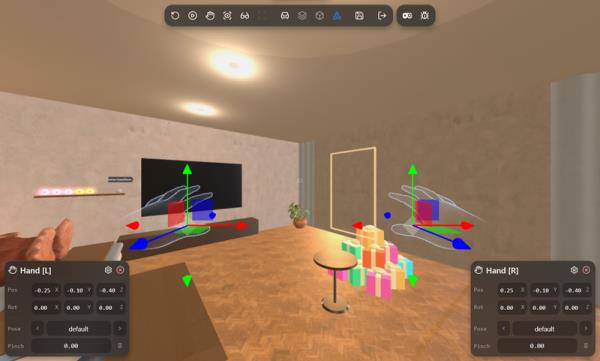 Hand [L]
Pos -0.25 X -0.10 Y -0.40 Z
Rot 0.00 X 0.00 Y 0.00 Z
Pose < default >
Pinch 0.00
Hand [R]
Pos 0.25 X -0.10 Y -0.40 Z
Rot 0.00 X 0.00 Y 0.00 Z
Pose < default >
Pinch 0.00